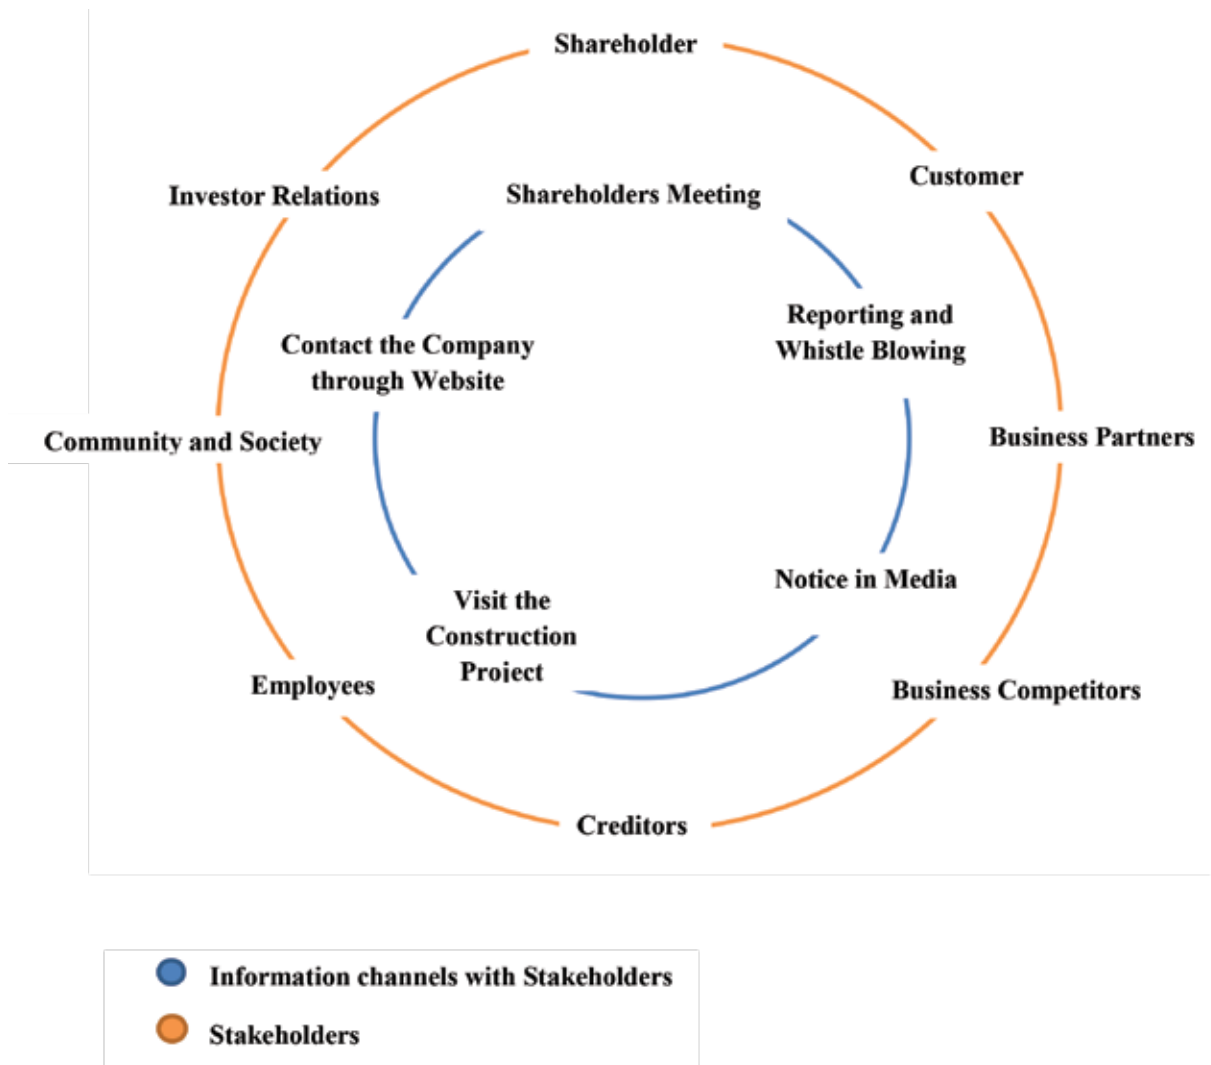 Shareholder
Customer
Investor Relations
Shareholders Meeting
Reporting and
Whistle Blowing
Contact the Company
through Website
Community and Society
Business Partners
Notice in Media
Visit the
Construction
Project
Employees
Business Competitors
Creditors
Information channels with Stakeholders
Stakeholders